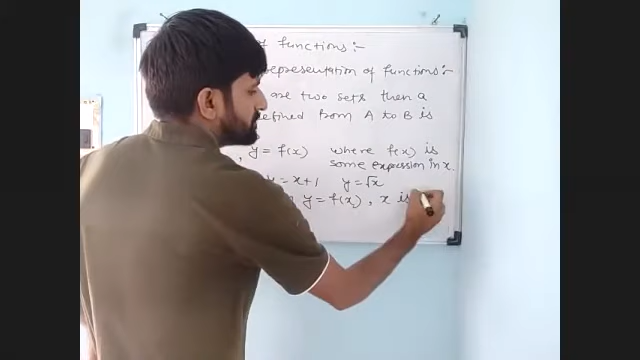 of functions :-
representation of functions :-
are two sets then a
defined from A to B is
, y = f(x) where f(x) is
some expression in x.
y = x+1 y = √x
y = f(x), x is